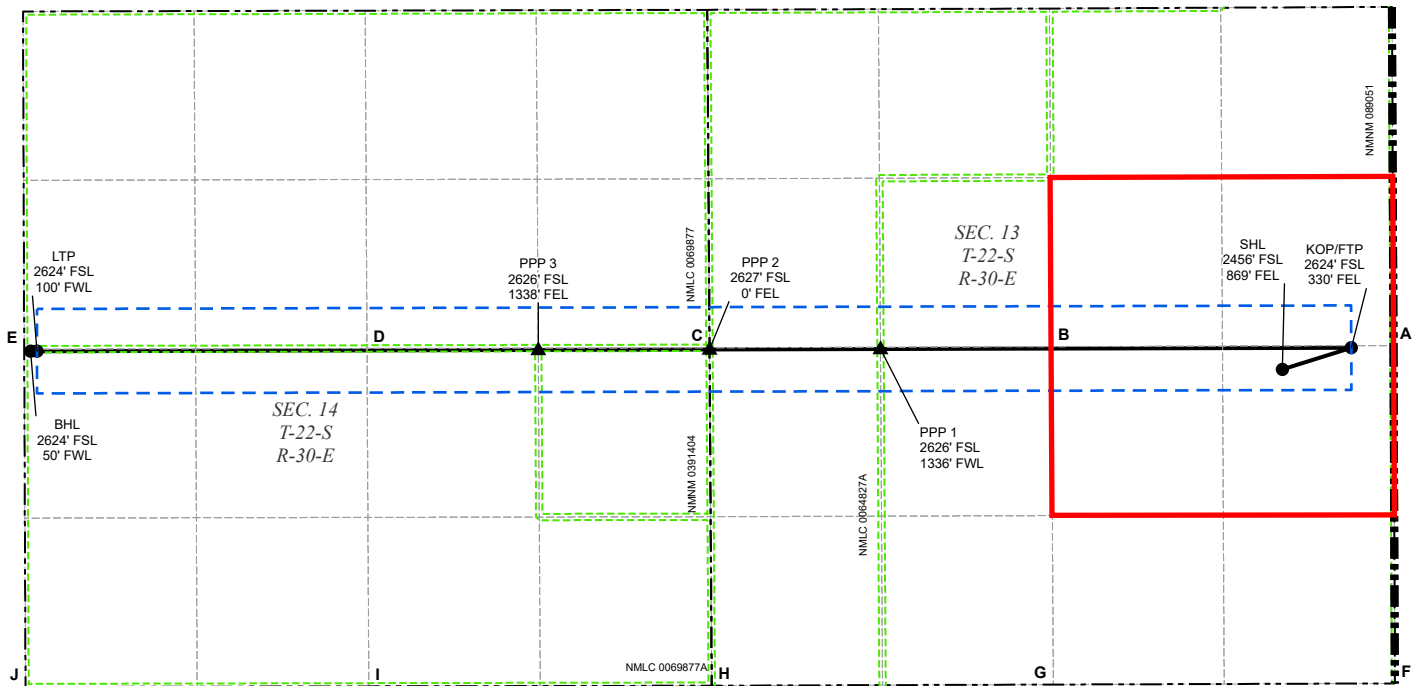 NMNM 089051
SEC. 13
T-22-S
R-30-E
LTP
2624' FSL
100' FWL
PPP 3
2626' FSL
1338' FEL
NMLC 0069877
PPP 2
2627' FSL
0' FEL
SHL
2456' FSL
869' FEL
KOP/FTP
2624' FSL
330' FEL
E
D
C
B
A
SEC. 14
T-22-S
R-30-E
BHL
2624' FSL
50' FWL
PPP 1
2626' FSL
1336' FWL
NMNM 0391404
NMLC 0064827A
NMLC 0069877A
J
I
H
G
F